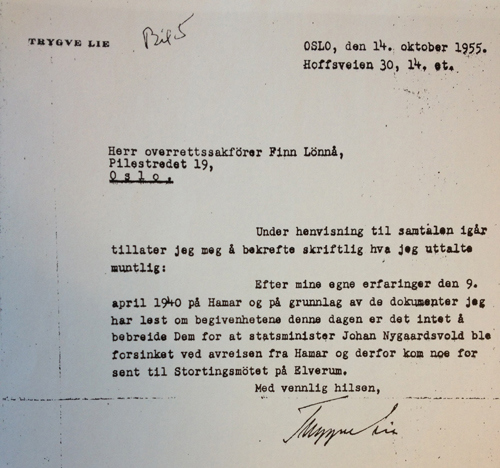 TRYGVE LIE
Bil 5
OSLO, den 14. oktober 1955.
Hoffsveien 30, 14. et.
Herr overrettssakförer Finn Lönnå,
Pilestredet 19,
Oslo.
Under henvisning til samtalen igår
tillater jeg meg å bekrefte skriftlig hva jeg uttalte
muntlig:
Efter mine egne erfaringer den 9.
april 1940 på Hamar og på grunnlag av de dokumenter jeg
har lest om begivenhetene denne dagen er det intet å
bebreide Dem for at statsminister Johan Nygaardsvold ble
forsinket ved avreisen fra Hamar og derfor kom noe for
sent til Stortingsmötet på Elverum.
Med vennlig hilsen,
Trygve Lie